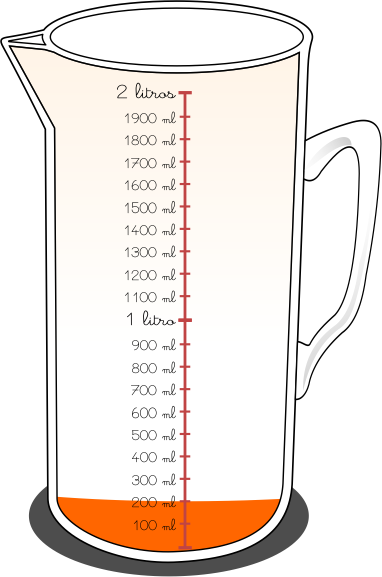 2 litros
1900 ml
1800 ml
1700 ml
1600 ml
1500 ml
1400 ml
1300 ml
1200 ml
1100 ml
1 litro
900 ml
800 ml
700 ml
600 ml
500 ml
400 ml
300 ml
200 ml
100 ml